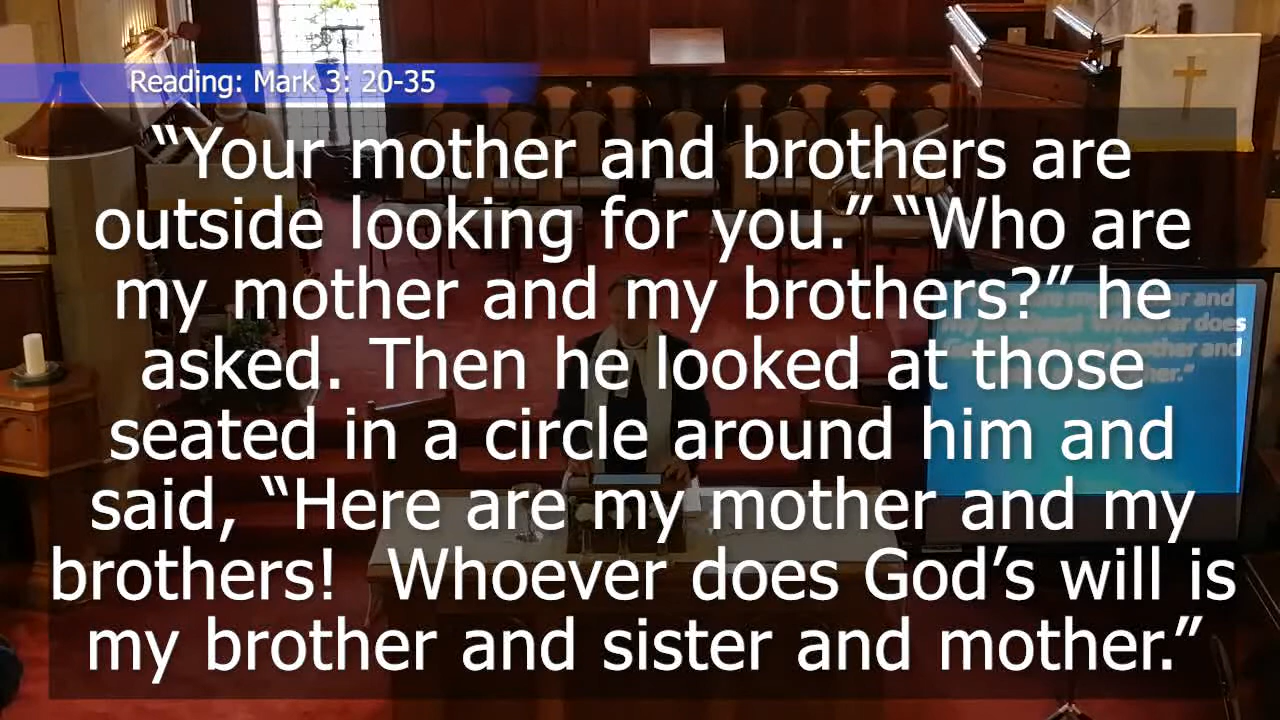 Reading: Mark 3: 20-35
“Your mother and brothers are
outside looking for you.” “Who are
my mother and my brothers?” he
asked. Then he looked at those
seated in a circle around him and
said, “Here are my mother and my
brothers!  Whoever does God’s will is
my brother and sister and mother.”